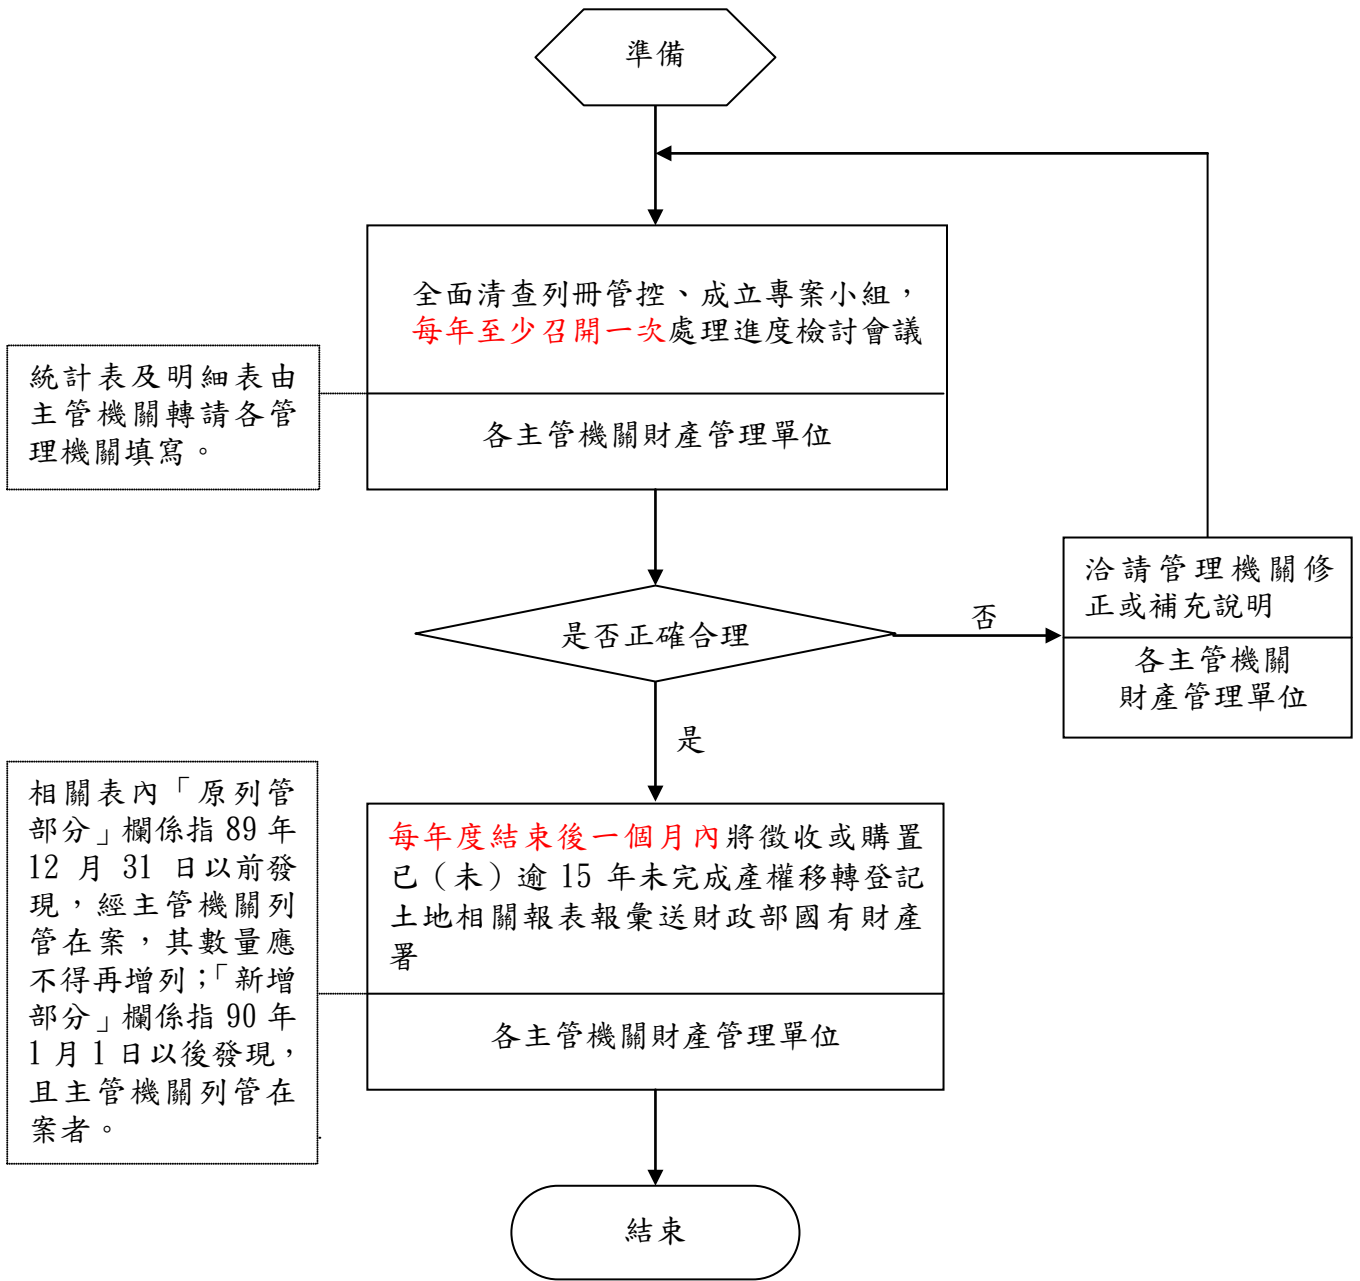 準備
全面清查列冊管控、成立專案小組，
每年至少召開一次處理進度檢討會議
各主管機關財產管理單位
統計表及明細表由
主管機關轉請各管
理機關填寫。
是否正確合理
否
洽請管理機關修
正或補充說明
各主管機關
財產管理單位
是
每年度結束後一個月內將徵收或購置
已（未）逾 15 年未完成產權移轉登記
土地相關報表報彙送財政部國有財產
署
各主管機關財產管理單位
相關表內「原列管
部分」欄係指 89 年
12 月 31 日以前發
現，經主管機關列
管在案，其數量應
不得再增列；「新增
部分」欄係指 90 年
1 月 1 日以後發現，
且主管機關列管在
案者。
結束